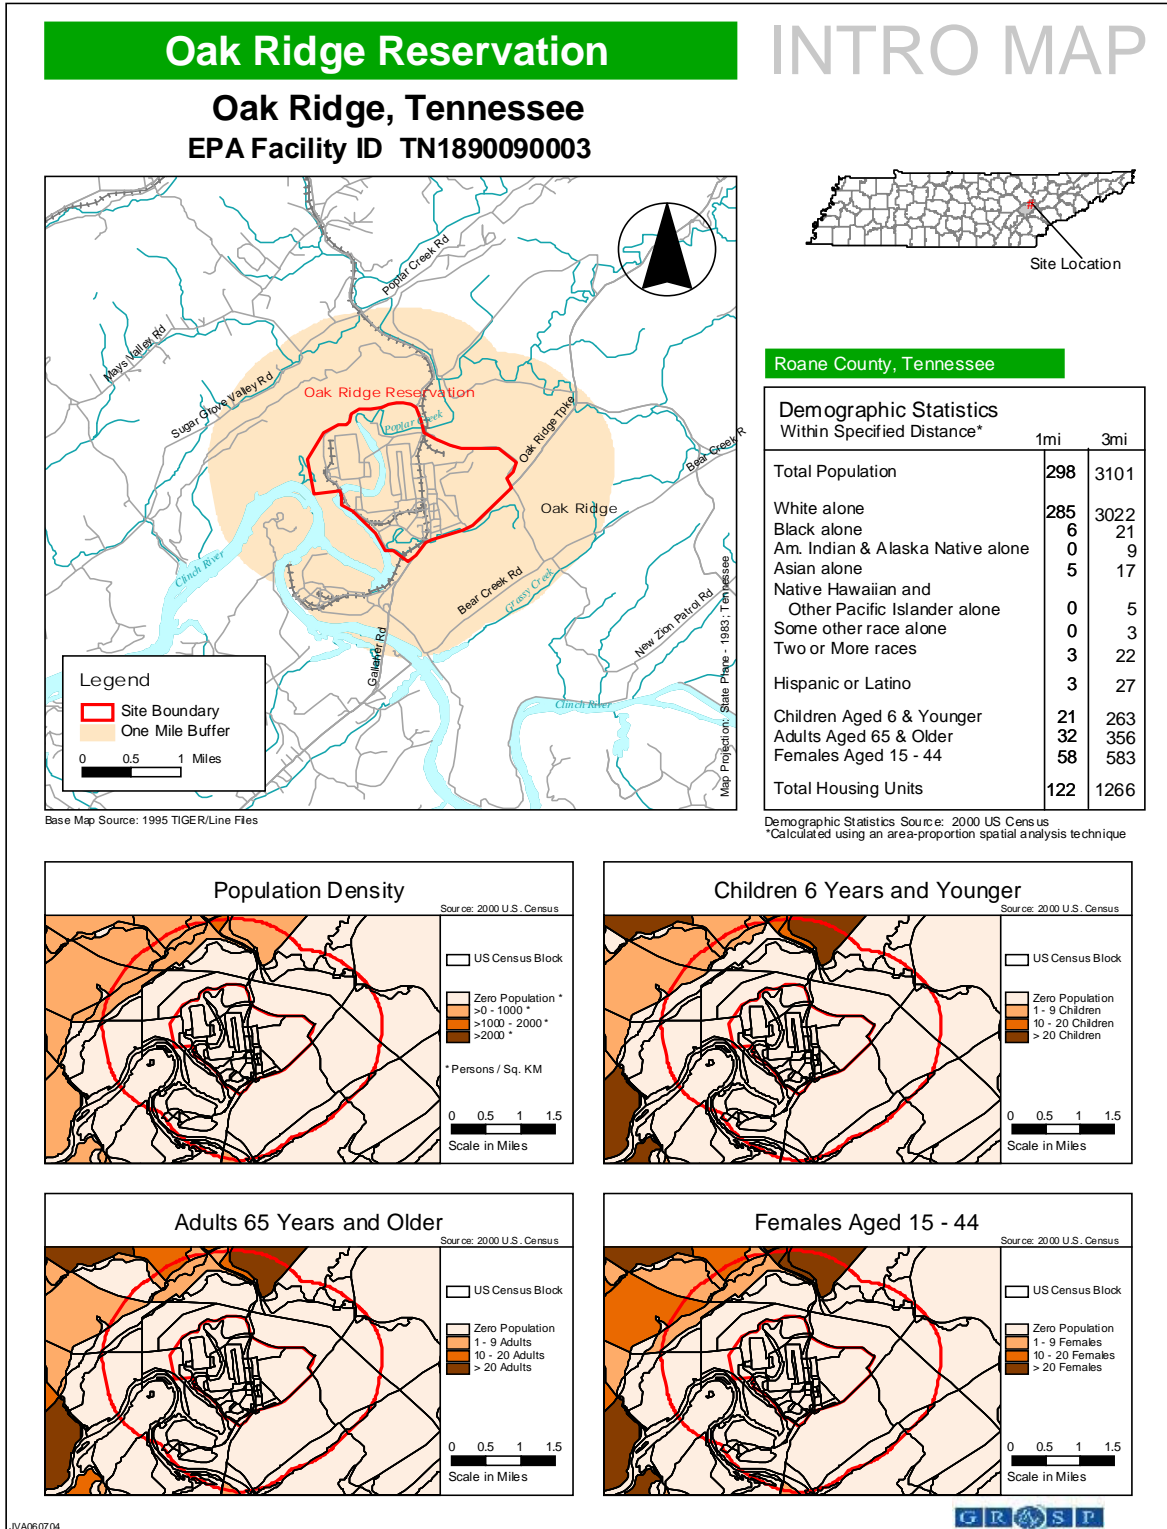 Oak Ridge Reservation
INTRO MAP
Oak Ridge, Tennessee
EPA Facility ID TN1890090003
Poplar Creek Rd
Mays Valley Rd
Sugar Grove Valley Rd
Oak Ridge Reservation
Poplar Creek
Oak Ridge Tpke
Bear Creek R
Oak Ridge
Clinch River
Bear Creek Rd
Grassy Creek
New Zion Patrol Rd
Gallaher Rd
Clinch River
Map Projection: State Plane - 1983; Tennessee
Legend
Site Boundary
One Mile Buffer
0 0.5 1 Miles
Base Map Source: 1995 TIGER/Line Files
Site Location
Roane County, Tennessee
Demographic Statistics
Within Specified Distance* 1mi 3mi
Total Population 298 3101
White alone 285 3022
Black alone 6 21
Am. Indian & Alaska Native alone 0 9
Asian alone 5 17
Native Hawaiian and
Other Pacific Islander alone 0 5
Some other race alone 0 3
Two or More races 3 22
Hispanic or Latino 3 27
Children Aged 6 & Younger 21 263
Adults Aged 65 & Older 32 356
Females Aged 15 - 44 58 583
Total Housing Units 122 1266
Demographic Statistics Source: 2000 US Census
*Calculated using an area-proportion spatial analysis technique
Population Density
Source: 2000 U.S. Census
US Census Block
Zero Population *
>0 - 1000 *
>1000 - 2000 *
>2000 *
* Persons / Sq. KM
0 0.5 1 1.5
Scale in Miles
Children 6 Years and Younger
Source: 2000 U.S. Census
US Census Block
Zero Population
1 - 9 Children
10 - 20 Children
> 20 Children
0 0.5 1 1.5
Scale in Miles
Adults 65 Years and Older
Source: 2000 U.S. Census
US Census Block
Zero Population
1 - 9 Adults
10 - 20 Adults
> 20 Adults
0 0.5 1 1.5
Scale in Miles
Females Aged 15 - 44
Source: 2000 U.S. Census
US Census Block
Zero Population
1 - 9 Females
10 - 20 Females
> 20 Females
0 0.5 1 1.5
Scale in Miles
JVA060704
GRASP